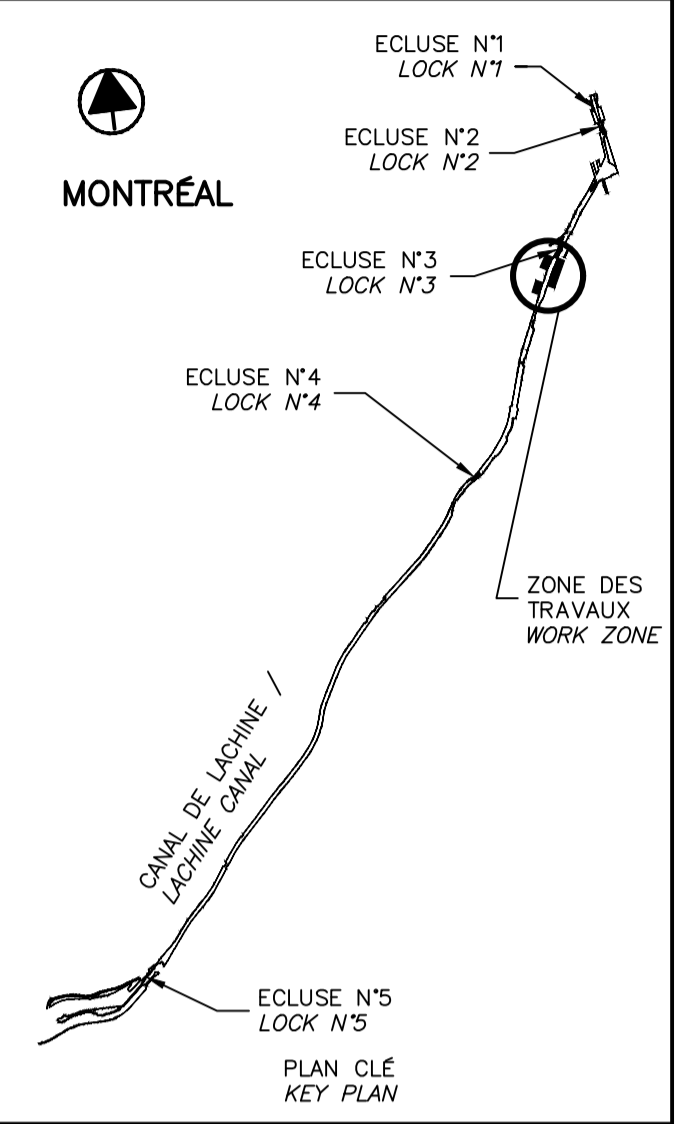 ECLUSE N°1
LOCK N°1
ECLUSE N°2
LOCK N°2
MONTRÉAL
ECLUSE N°3
LOCK N°3
ECLUSE N°4
LOCK N°4
ZONE DES
TRAVAUX
WORK ZONE
CANAL DE LACHINE /
LACHINE CANAL
ECLUSE N°5
LOCK N°5
PLAN CLÉ
KEY PLAN